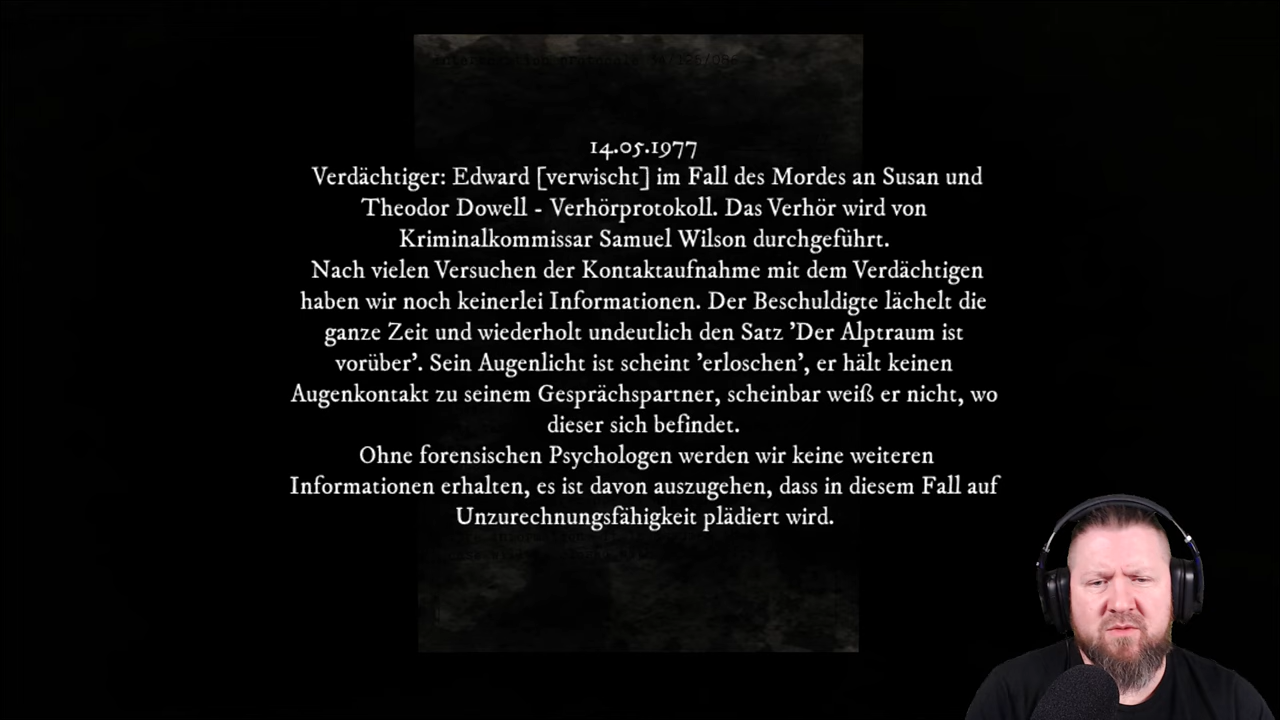 14.05.1977
Verdächtiger: Edward [verwischt] im Fall des Mordes an Susan und
Theodor Dowell - Verhörprotokoll. Das Verhör wird von
Kriminalkommissar Samuel Wilson durchgeführt.
Nach vielen Versuchen der Kontaktaufnahme mit dem Verdächtigen
haben wir noch keinerlei Informationen. Der Beschuldigte lächelt die
ganze Zeit und wiederholt undeutlich den Satz 'Der Alptraum ist
vorüber'. Sein Augenlicht ist scheint 'erloschen', er hält keinen
Augenkontakt zu seinem Gesprächspartner, scheinbar weiß er nicht, wo
dieser sich befindet.
Ohne forensischen Psychologen werden wir keine weiteren
Informationen erhalten, es ist davon auszugehen, dass in diesem Fall auf
Unzurechnungsfähigkeit plädiert wird.